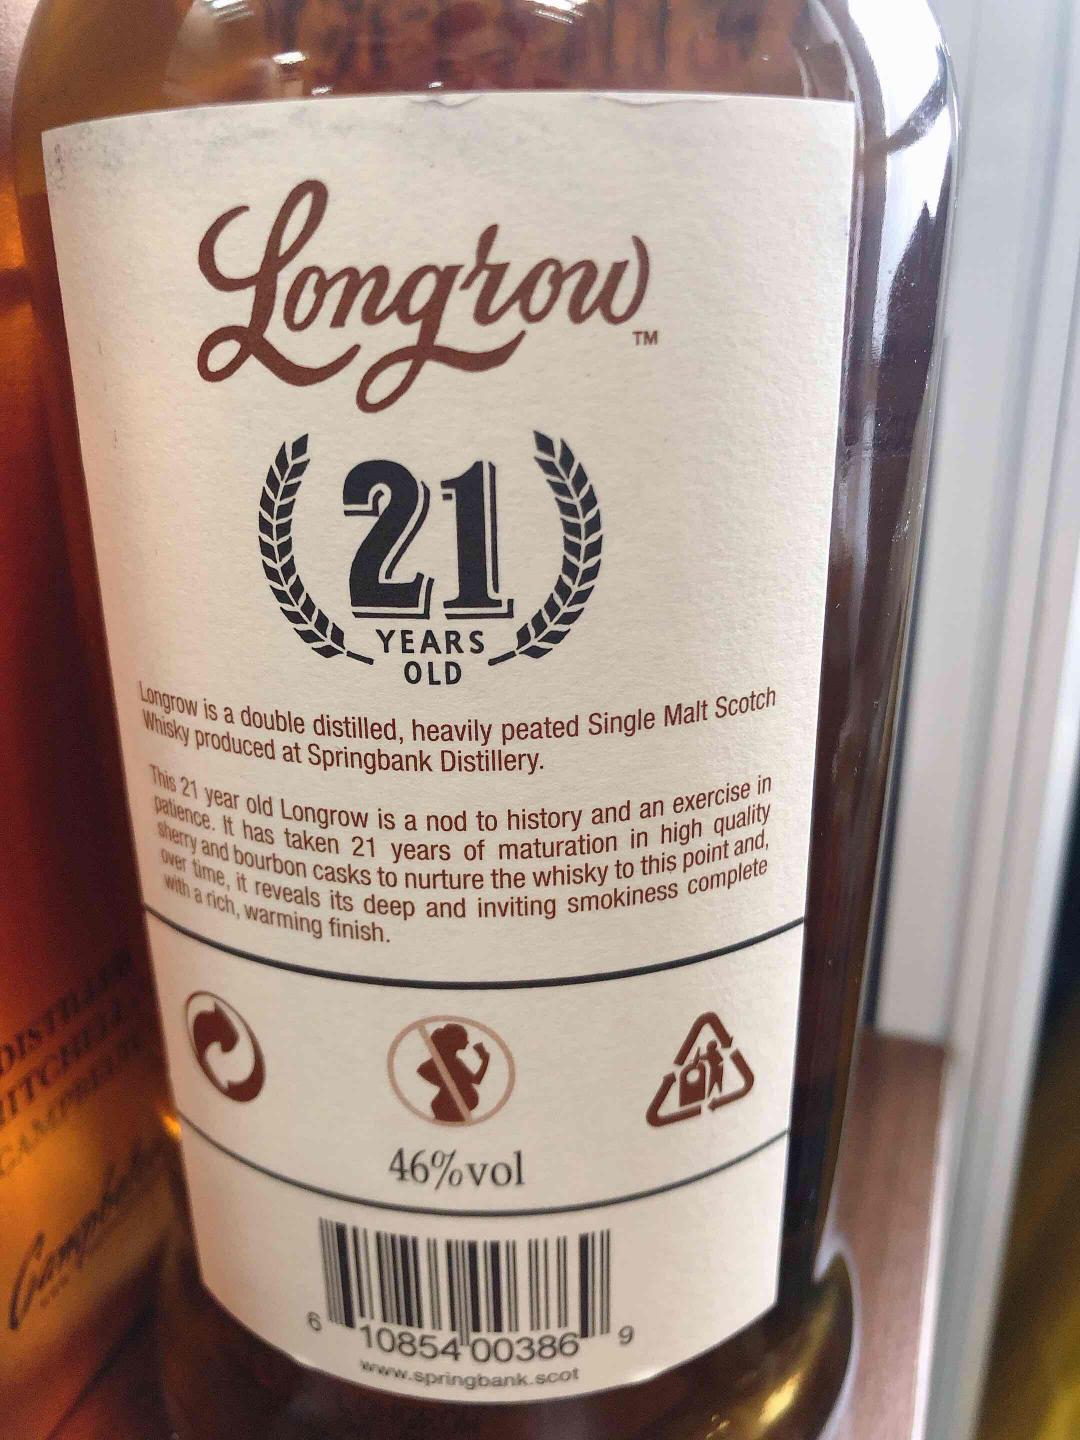 Longrow
TM
21
YEARS
OLD
Longrow is a double distilled, heavily peated Single Malt Scotch
Whisky produced at Springbank Distillery.
This 21 year old Longrow is a nod to history and an exercise in
patience. It has taken 21 years of maturation in high quality
sherry and bourbon casks to nurture the whisky to this point and,
over time, it reveals its deep and inviting smokiness complete
with a rich, warming finish.
46%vol
6 10854 00386 9
www.springbank.scot
Campbel